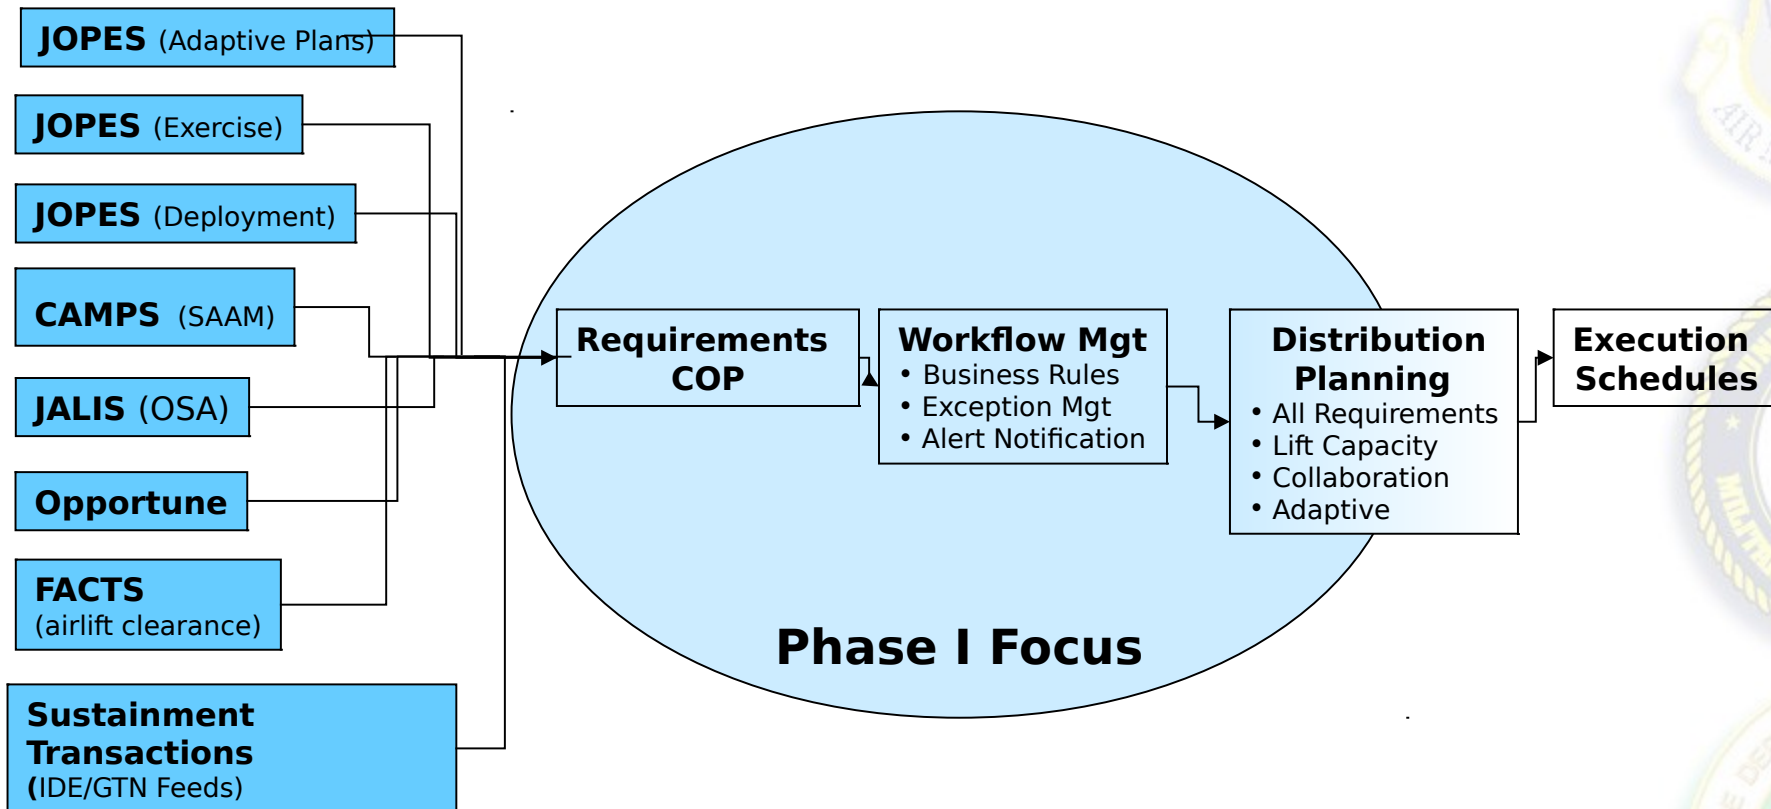 JOPES (Adaptive Plans)
JOPES (Exercise)
JOPES (Deployment)
CAMPS (SAAM)
JALIS (OSA)
Opportune
FACTS
(airlift clearance)
Sustainment
Transactions
(IDE/GTN Feeds)
Requirements
COP
Workflow Mgt
• Business Rules
• Exception Mgt
• Alert Notification
Distribution
Planning
• All Requirements
• Lift Capacity
• Collaboration
• Adaptive
Execution
Schedules
Phase I Focus
AIR